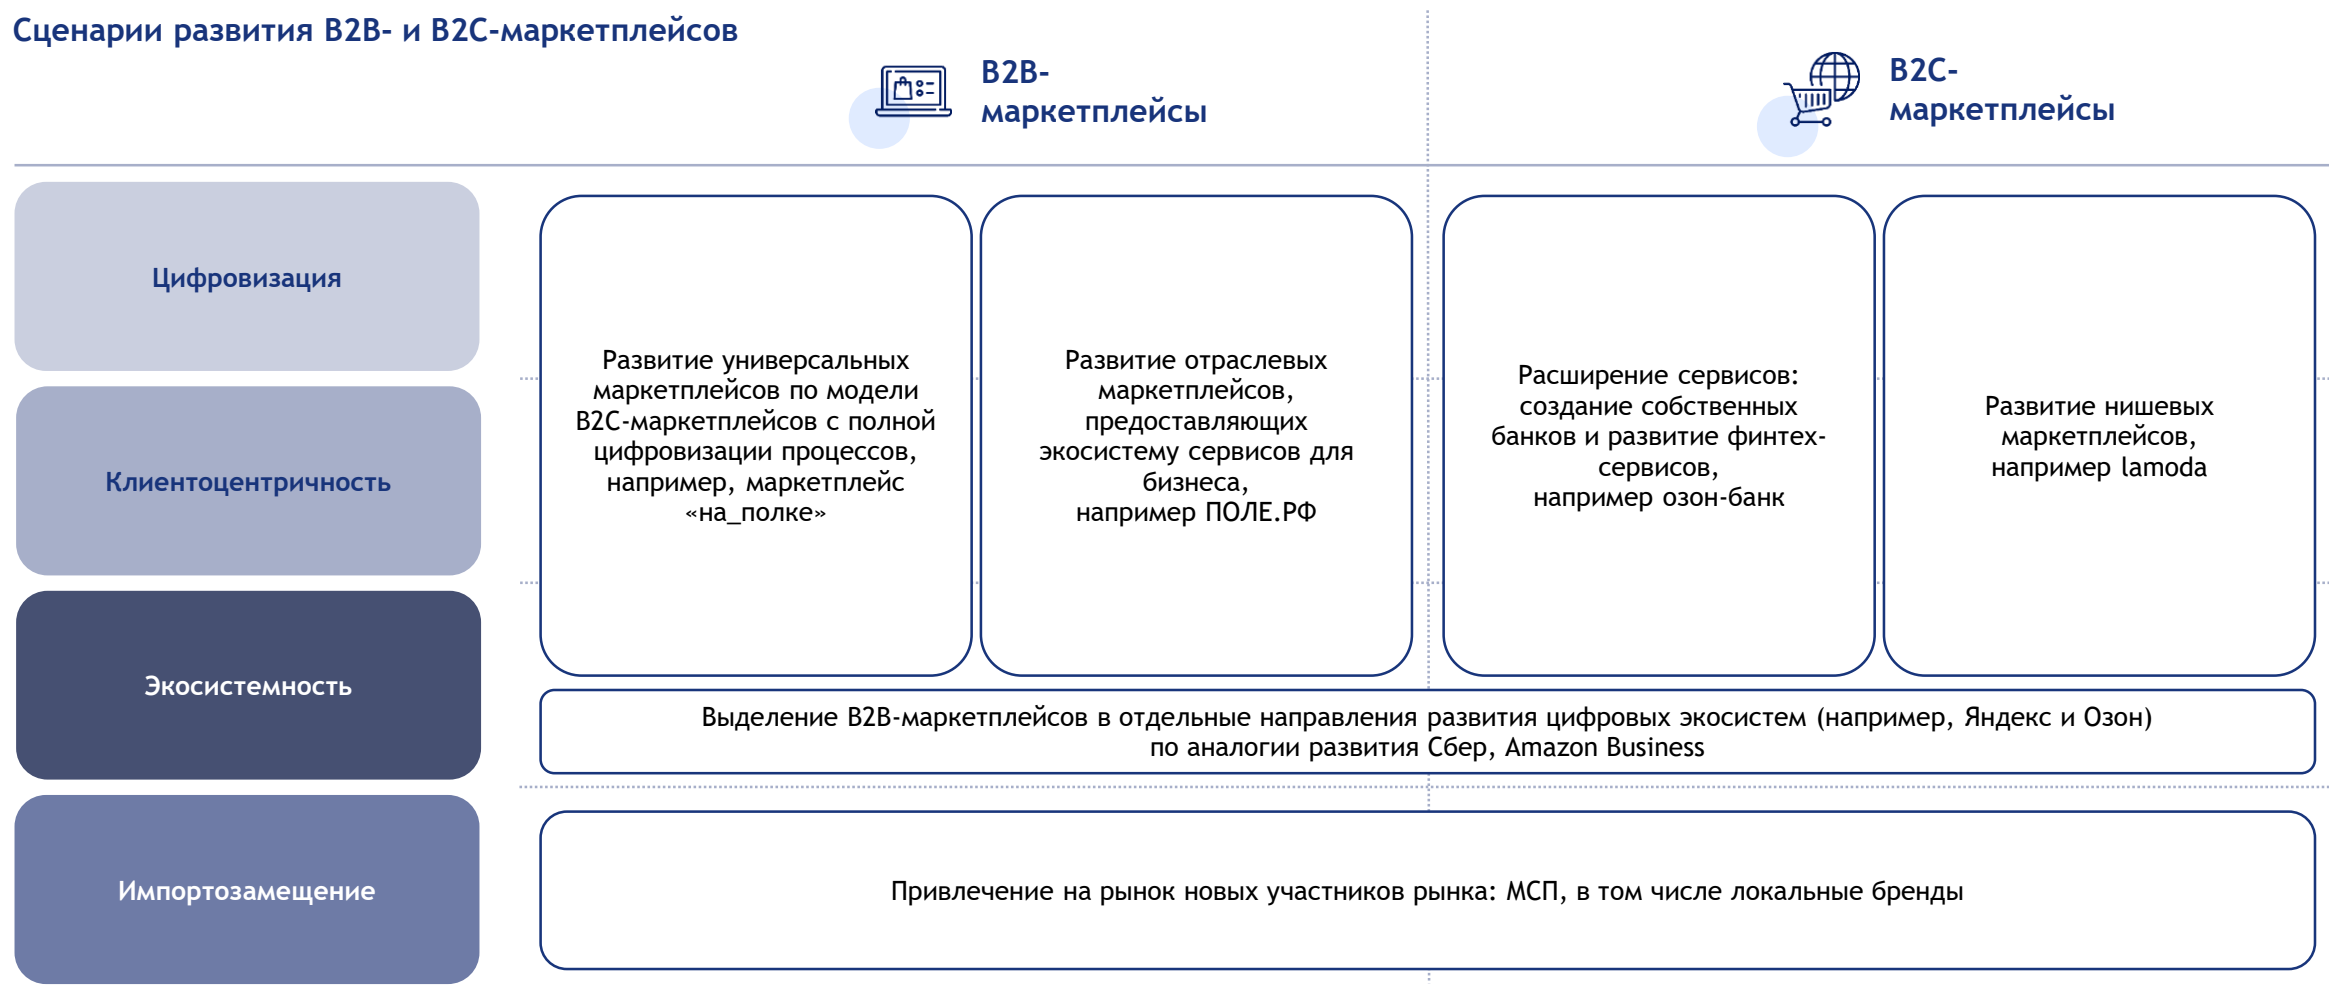 Сценарии развития B2B- и B2C-маркетплейсов
B2B-
маркетплейсы
B2C-
маркетплейсы
Цифровизация
Клиентоцентричность
Экосистемность
Импортозамещение
Развитие универсальных
маркетплейсов по модели
B2C-маркетплейсов с полной
цифровизации процессов,
например, маркетплейс
«на_полке»
Развитие отраслевых
маркетплейсов,
предоставляющих
экосистему сервисов для
бизнеса,
например ПОЛЕ.РФ
Расширение сервисов:
создание собственных
банков и развитие финтех-
сервисов,
например озон-банк
Развитие нишевых
маркетплейсов,
например lamoda
Выделение B2B-маркетплейсов в отдельные направления развития цифровых экосистем (например, Яндекс и Озон)
по аналогии развития Сбер, Amazon Business
Привлечение на рынок новых участников рынка: МСП, в том числе локальные бренды